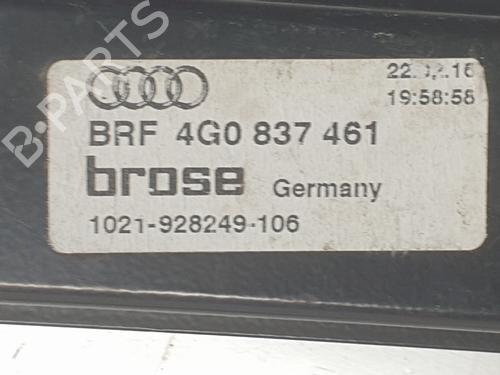 B-PARTS
19:58:58
BRF 4G0 837 461
brose Germany
1021-928249-106